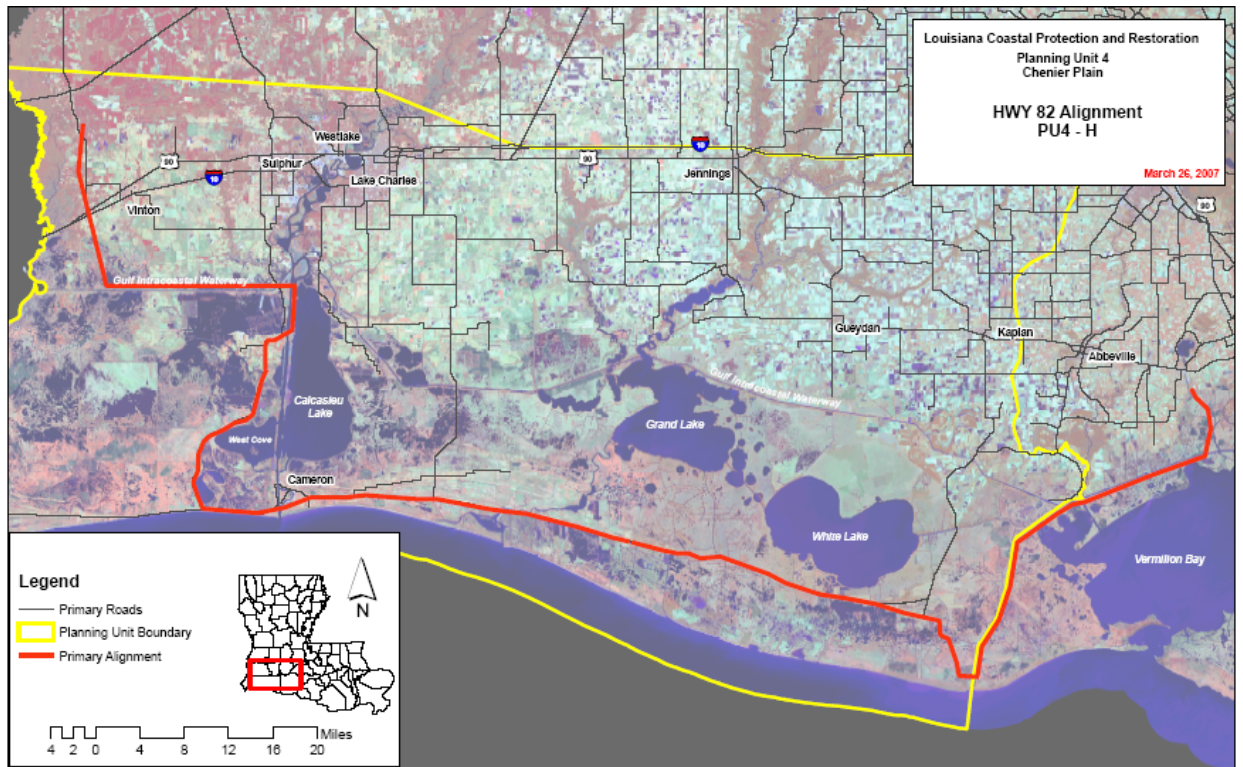 Louisiana Coastal Protection and Restoration
Planning Unit 4
Chenier Plain
HWY 82 Alignment
PU4 - H
March 26, 2007
Westlake
90
90
10
Sulphur
10
Lake Charles
Jennings
90
Vinton
Gulf Intracoastal Waterway
Gueydan
Kaplan
Abbeville
Gulf Intracoastal Waterway
Calcasieu
Lake
Grand Lake
West Cove
Cameron
White Lake
Vermilion Bay
Legend
Primary Roads
Planning Unit Boundary
Primary Alignment
N
Miles
4 2 0 4 8 12 16 20